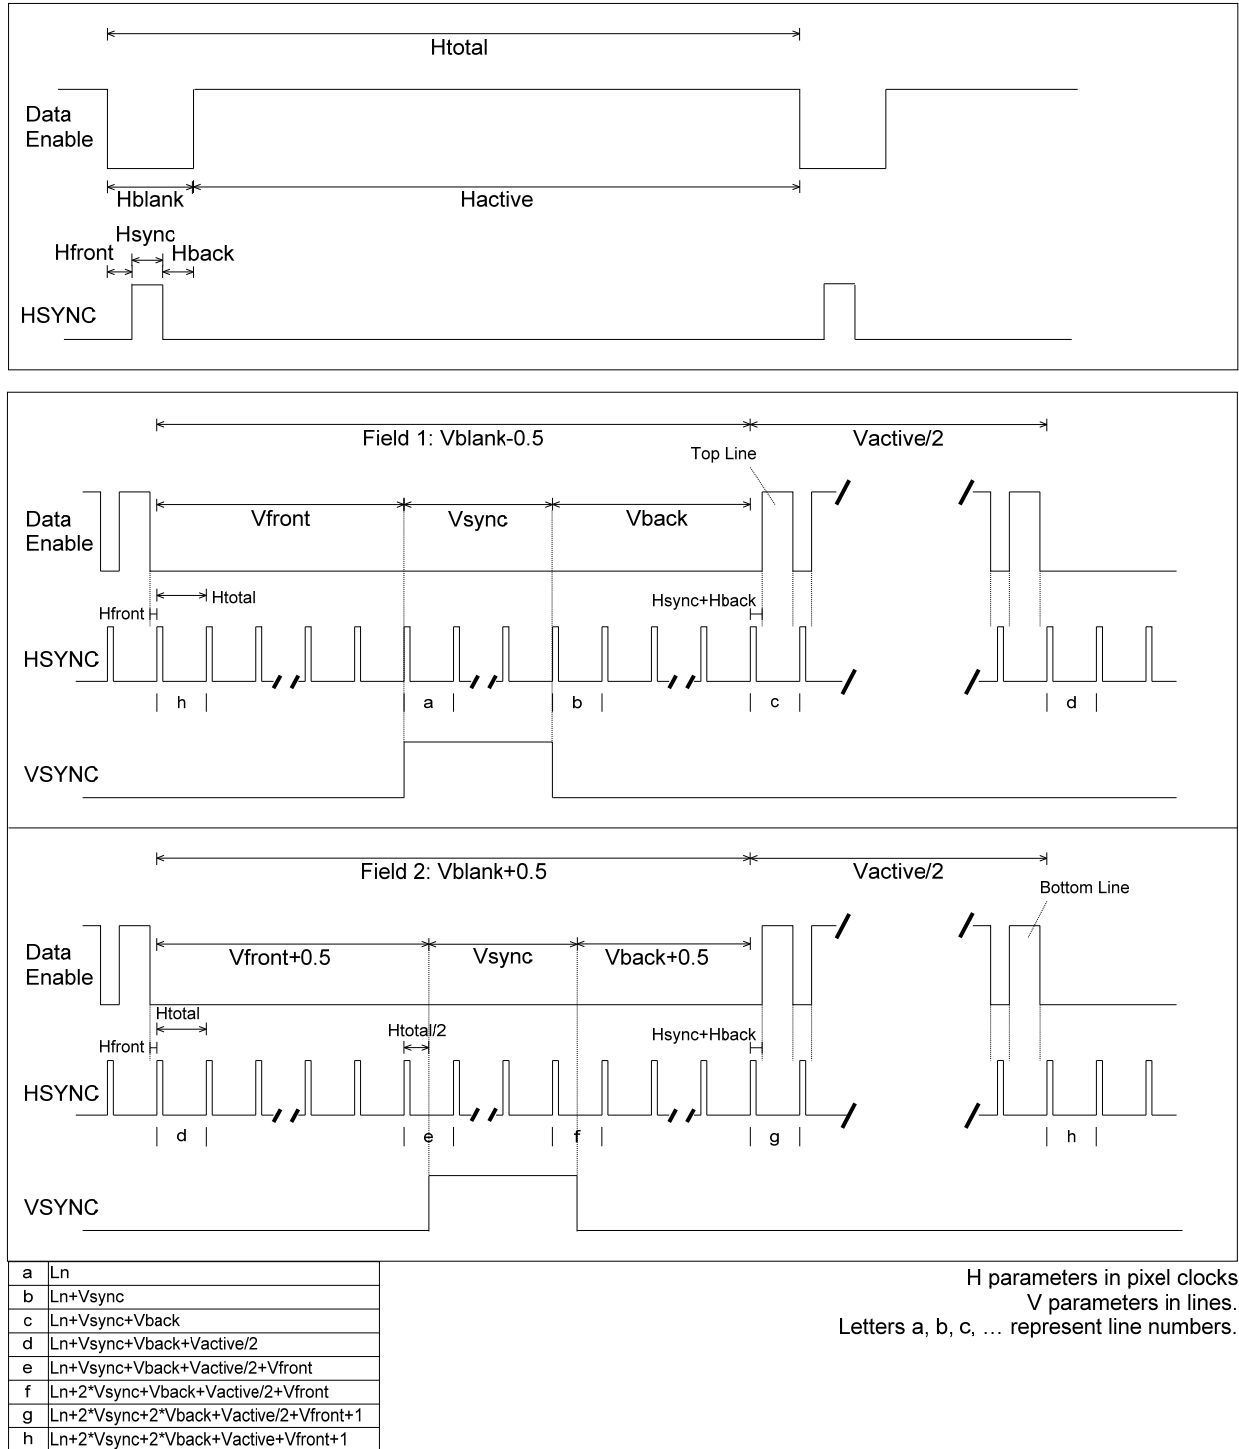 Htotal
Data
Enable
Hblank
Hactive
Hsync
Hfront
Hback
HSYNC
Field 1: Vblank-0.5
Vactive/2
Top Line
Vfront
Vsync
Vback
Data
Enable
Hfront
Htotal
Hsync+Hback
HSYNC
h
a
b
c
d
VSYNC
Field 2: Vblank+0.5
Vactive/2
Bottom Line
Vfront+0.5
Vsync
Vback+0.5
Data
Enable
Htotal
Hfront
Htotal/2
Hsync+Hback
HSYNC
d
e
f
g
h
VSYNC
a Ln
b Ln+Vsync
c Ln+Vsync+Vback
d Ln+Vsync+Vback+Vactive/2
e Ln+Vsync+Vback+Vactive/2+Vfront
f Ln+2*Vsync+Vback+Vactive/2+Vfront
g Ln+2*Vsync+2*Vback+Vactive/2+Vfront+1
h Ln+2*Vsync+2*Vback+Vactive+Vfront+1
H parameters in pixel clocks
V parameters in lines.
Letters a, b, c, … represent line numbers.